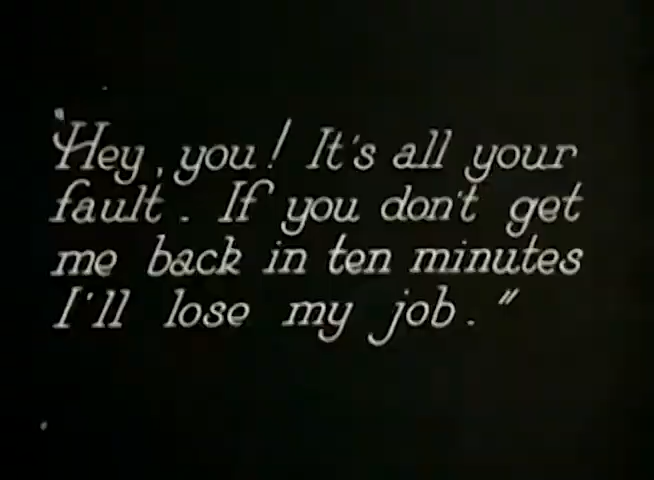 "Hey, you! It's all your
fault. If you don't get
me back in ten minutes
I'll lose my job."